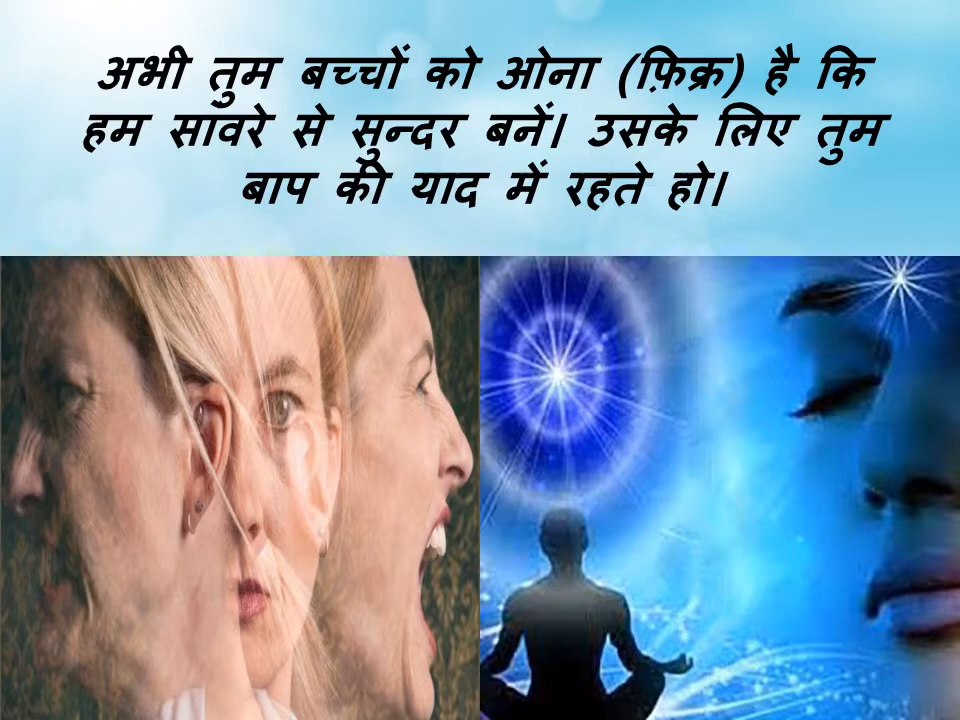 अभी तुम बच्चों को ओना (फ़िक्र) है कि
हम सांवरे से सुन्दर बनें। उसके लिए तुम
बाप की याद में रहते हो।